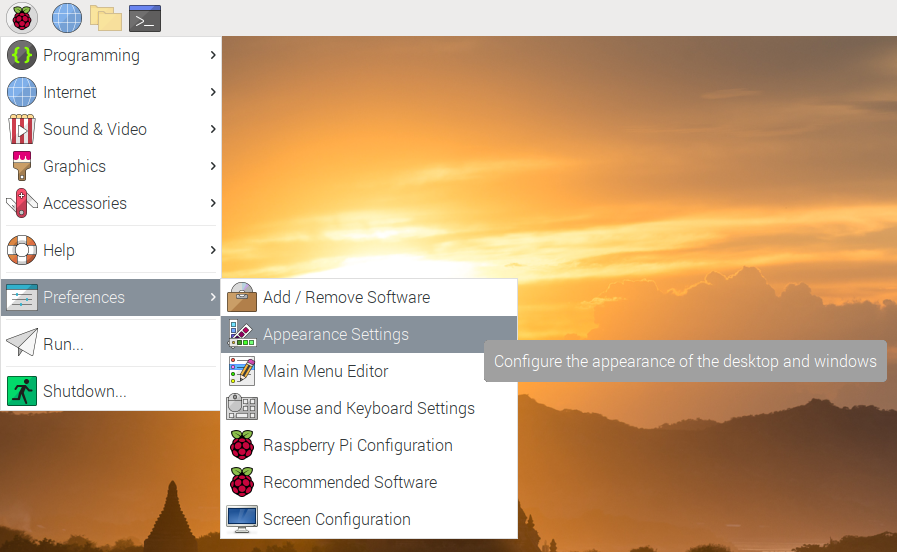 >_
Programming
Internet
Sound & Video
Graphics
Accessories
Help
Preferences
Run...
Shutdown...
Add / Remove Software
Appearance Settings
Main Menu Editor
Mouse and Keyboard Settings
Raspberry Pi Configuration
Recommended Software
Screen Configuration
Configure the appearance of the desktop and windows